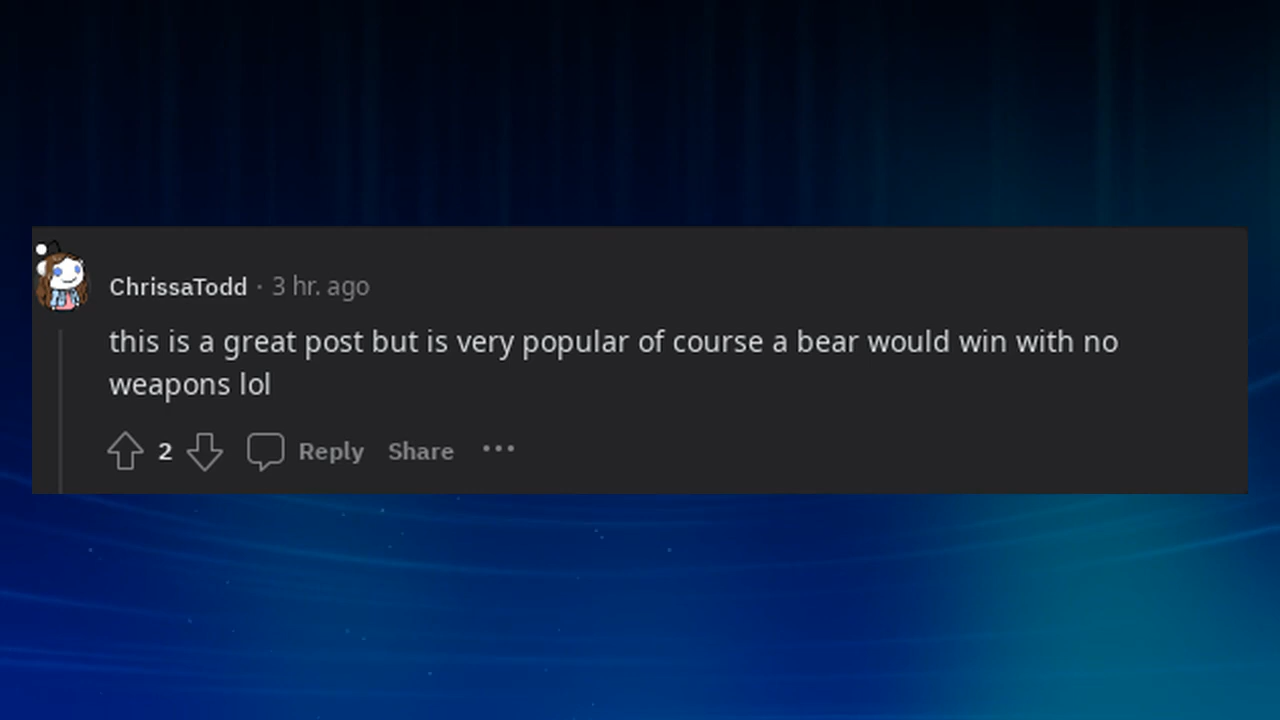 ChrissaTodd · 3 hr. ago
this is a great post but is very popular of course a bear would win with no
weapons lol
2 Reply Share ···